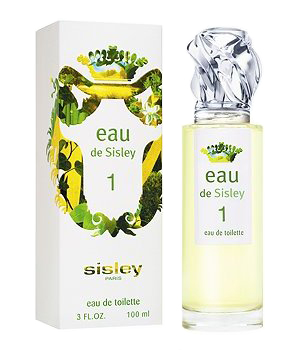 eau
de Sisley
1
sisley
PARIS
eau de toilette
3 FL.OZ. 100 ml
eau
de Sisley
1
eau de toilette